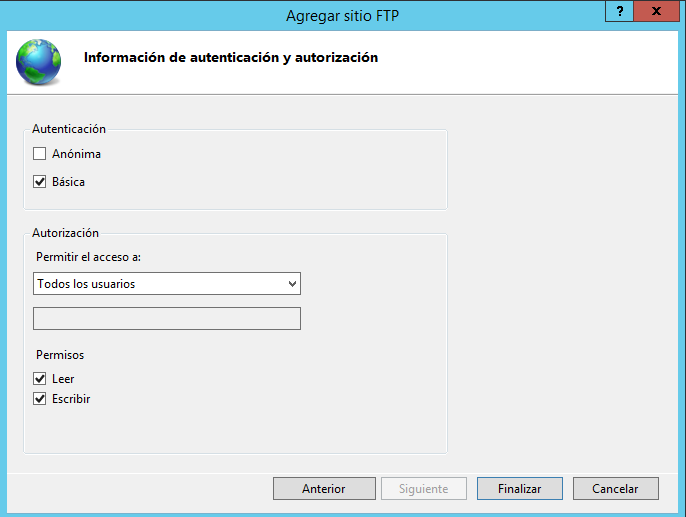 Agregar sitio FTP
? x
Información de autenticación y autorización
Autenticación
Anónima
Básica
Autorización
Permitir el acceso a:
Todos los usuarios
Permisos
Leer
Escribir
Anterior Siguiente Finalizar Cancelar